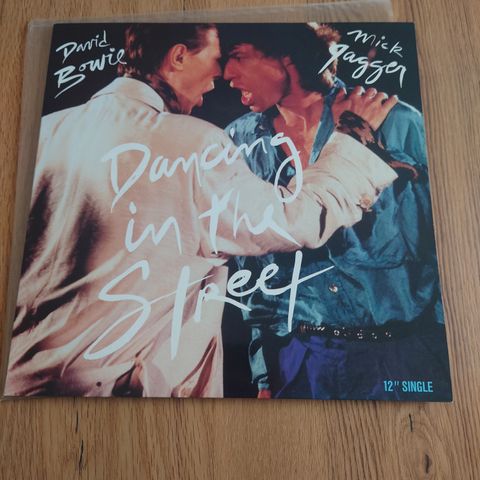 David
Bowie
Mick
Jagger
Dancing
in the
Street
12" SINGLE